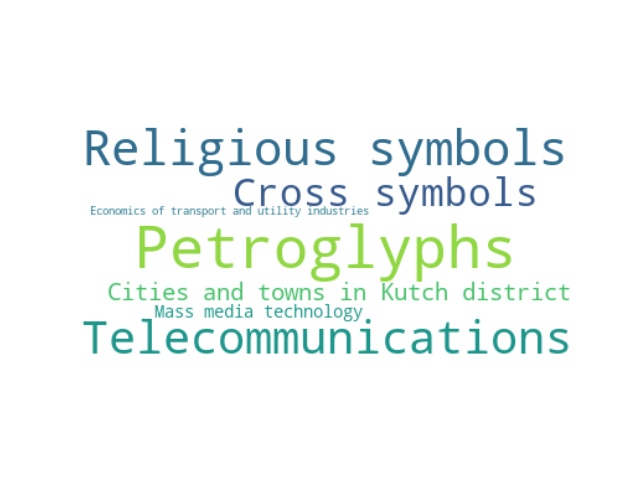 Religious symbols
Cross symbols
Economics of transport and utility industries
Petroglyphs
Cities and towns in Kutch district
Mass media technology
Telecommunications